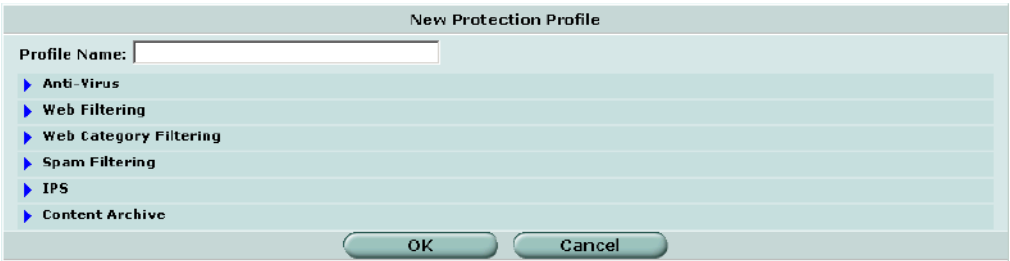 New Protection Profile
Profile Name:
Anti-Virus
Web Filtering
Web Category Filtering
Spam Filtering
IPS
Content Archive
OK Cancel